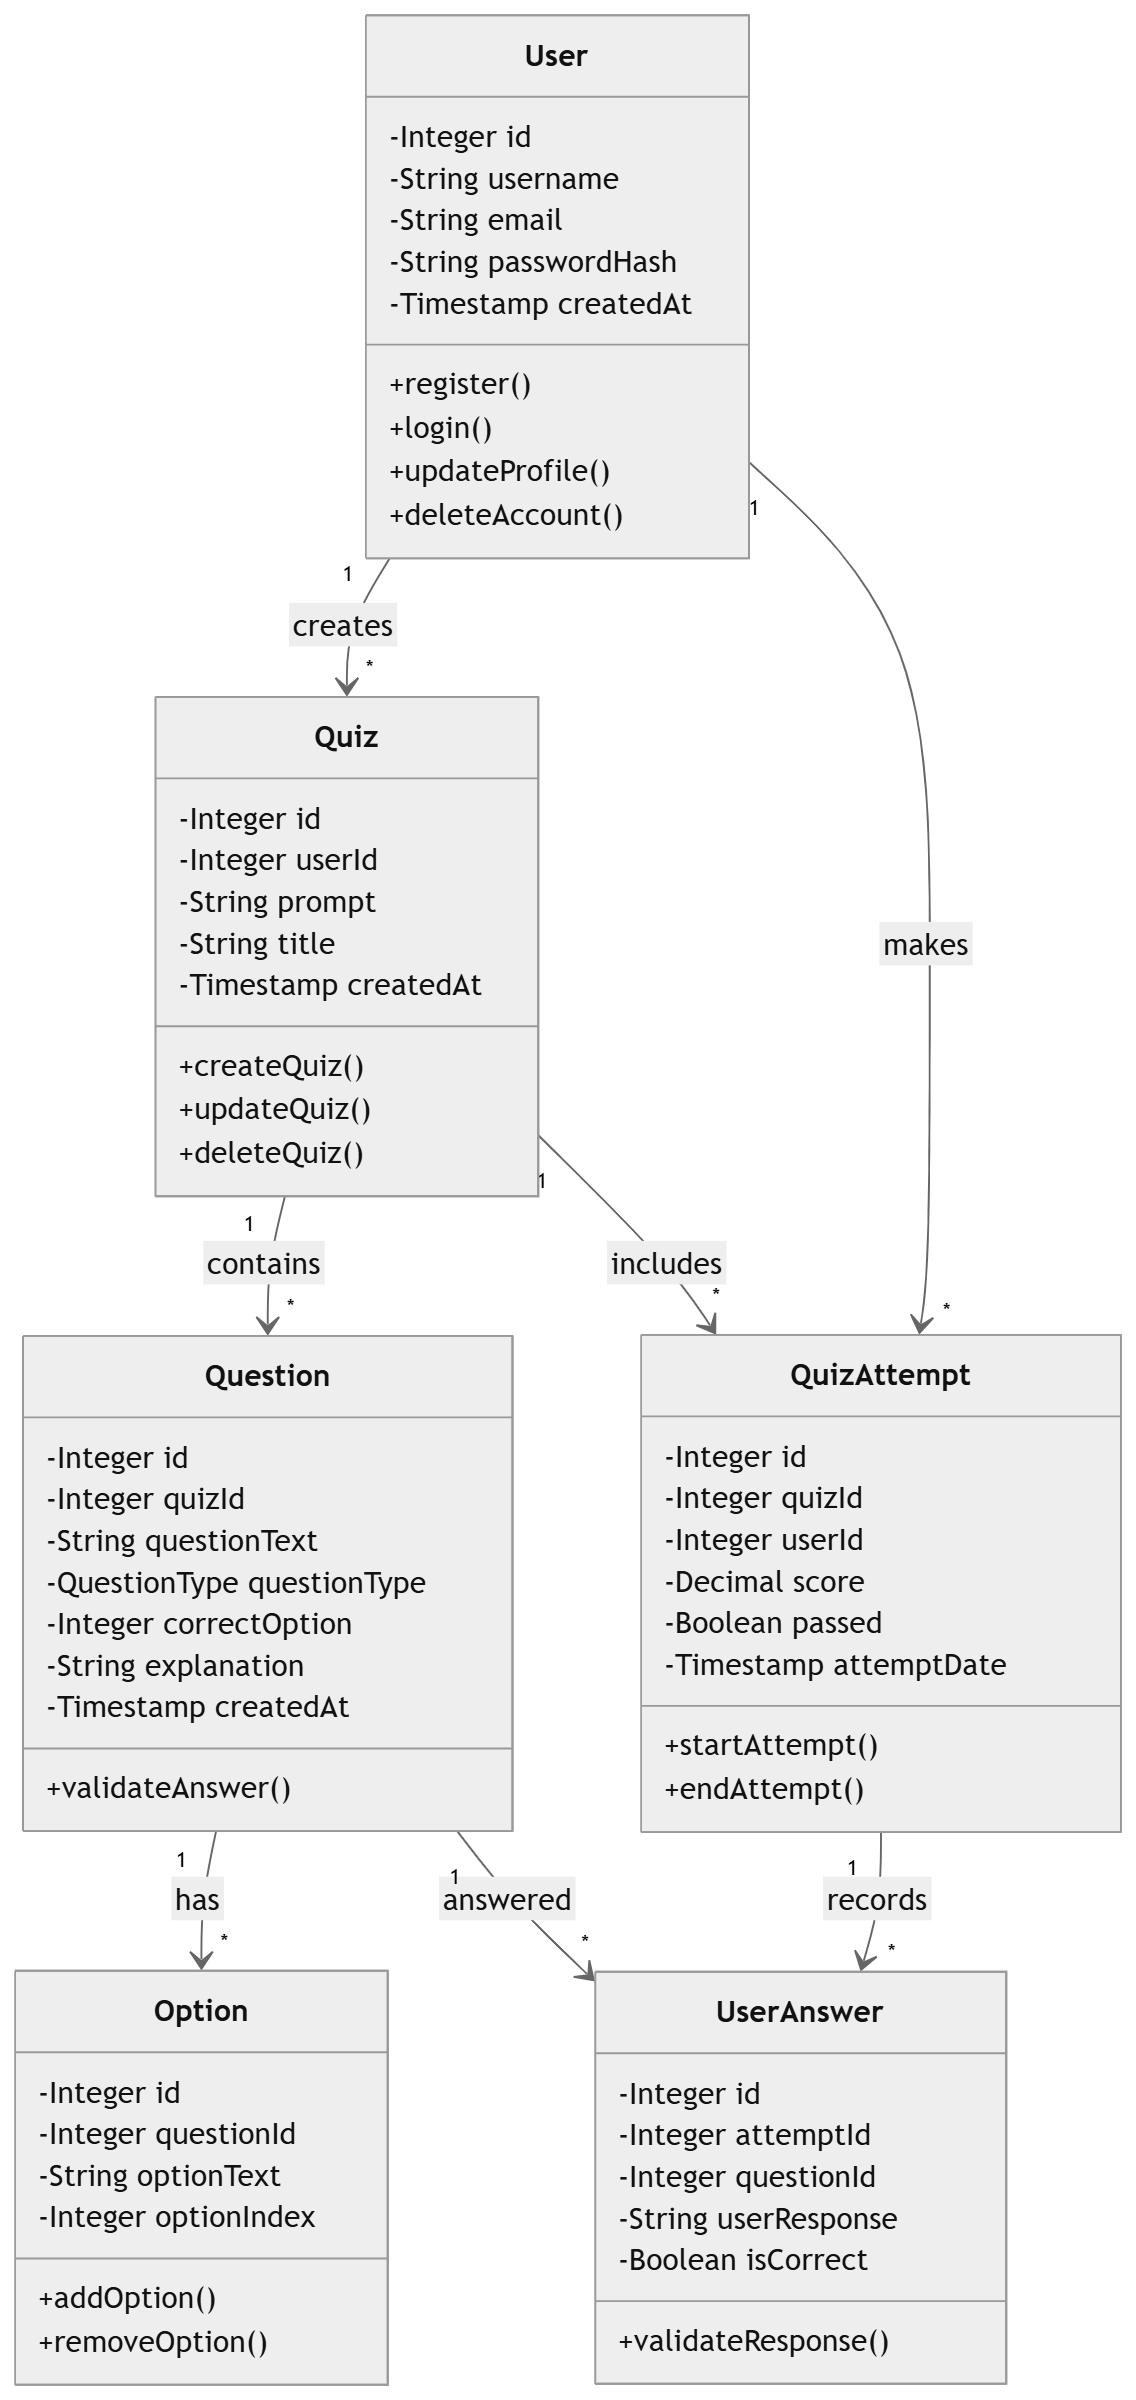 User
-Integer id
-String username
-String email
-String passwordHash
-Timestamp createdAt
+register()
+login()
+updateProfile()
+deleteAccount()
1
1
creates
*
Quiz
-Integer id
-Integer userId
-String prompt
-String title
-Timestamp createdAt
+createQuiz()
+updateQuiz()
+deleteQuiz()
makes
1
1
contains
includes
*
*
*
Question
-Integer id
-Integer quizId
-String questionText
-QuestionType questionType
-Integer correctOption
-String explanation
-Timestamp createdAt
+validateAnswer()
QuizAttempt
-Integer id
-Integer quizId
-Integer userId
-Decimal score
-Boolean passed
-Timestamp attemptDate
+startAttempt()
+endAttempt()
1
1
1
has
answered
records
*
*
*
Option
-Integer id
-Integer questionId
-String optionText
-Integer optionIndex
+addOption()
+removeOption()
UserAnswer
-Integer id
-Integer attemptId
-Integer questionId
-String userResponse
-Boolean isCorrect
+validateResponse()